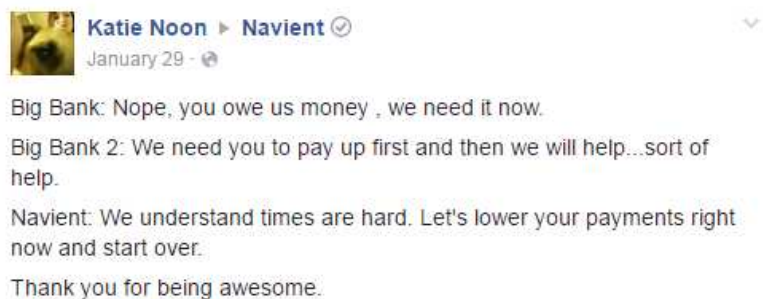 Katie Noon ▸ Navient
January 29 ·
Big Bank: Nope, you owe us money , we need it now.
Big Bank 2: We need you to pay up first and then we will help...sort of
help.
Navient: We understand times are hard. Let's lower your payments right
now and start over.
Thank you for being awesome.